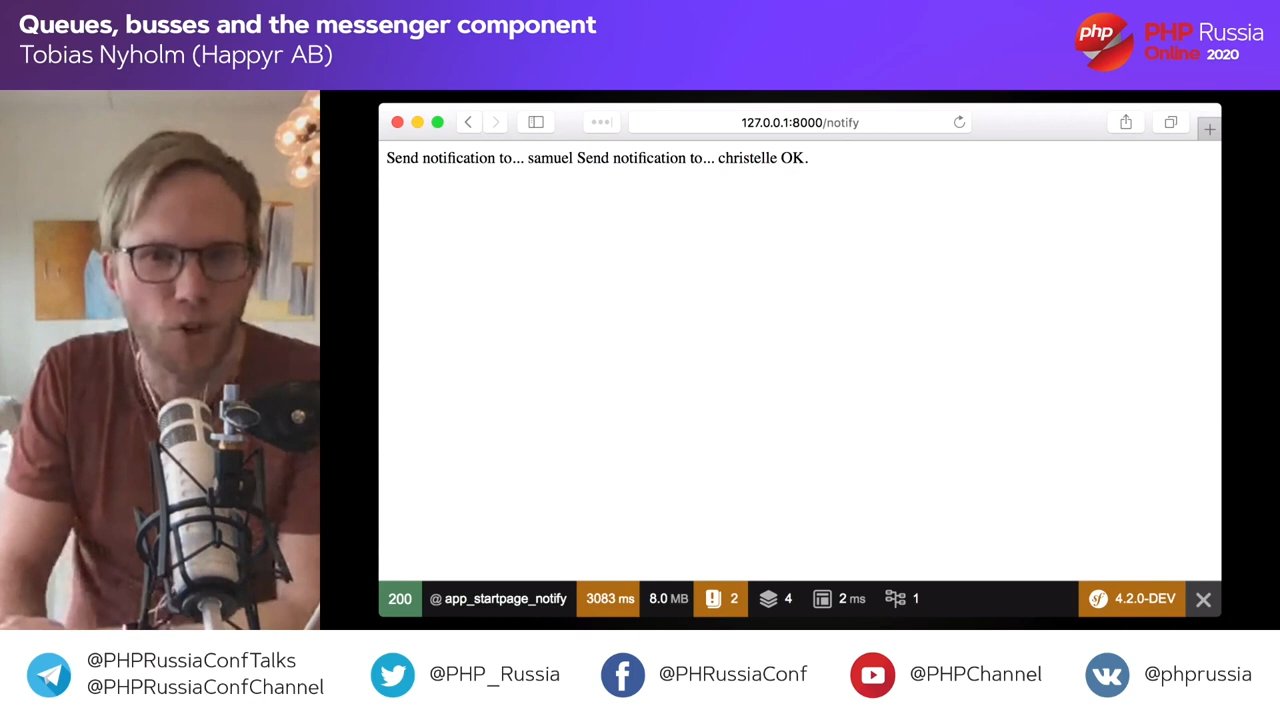 Queues, busses and the messenger component
Tobias Nyholm (Happyr AB)
php
PHP Russia
Online 2020
127.0.0.1:8000/notify
Send notification to... samuel Send notification to... christelle OK.
200 @ app_startpage_notify 3083 ms 8.0 MB 2 4 2 ms 1 sf 4.2.0-DEV
@PHPRussiaConfTalks
@PHPRussiaConfChannel
@PHP_Russia
@PHRussiaConf
@PHPChannel
@phprussia